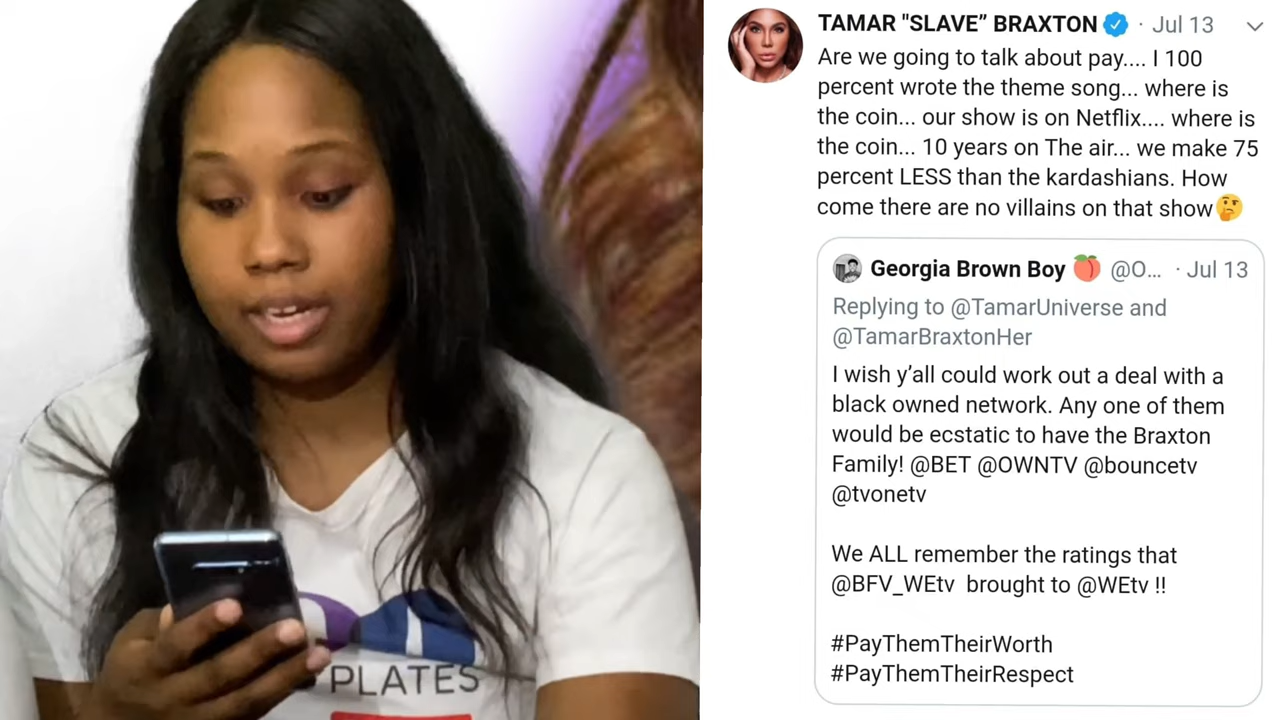 PLATES
TAMAR "SLAVE” BRAXTON · Jul 13
Are we going to talk about pay.... I 100
percent wrote the theme song... where is
the coin... our show is on Netflix.... where is
the coin... 10 years on The air... we make 75
percent LESS than the kardashians. How
come there are no villains on that show🤔
Georgia Brown Boy 🍑 @O... · Jul 13
Replying to @TamarUniverse and
@TamarBraxtonHer
I wish y’all could work out a deal with a
black owned network. Any one of them
would be ecstatic to have the Braxton
Family! @BET @OWNTV @bouncetv
@tvonetv
We ALL remember the ratings that
@BFV_WEtv brought to @WEtv !!
#PayThemTheirWorth
#PayThemTheirRespect